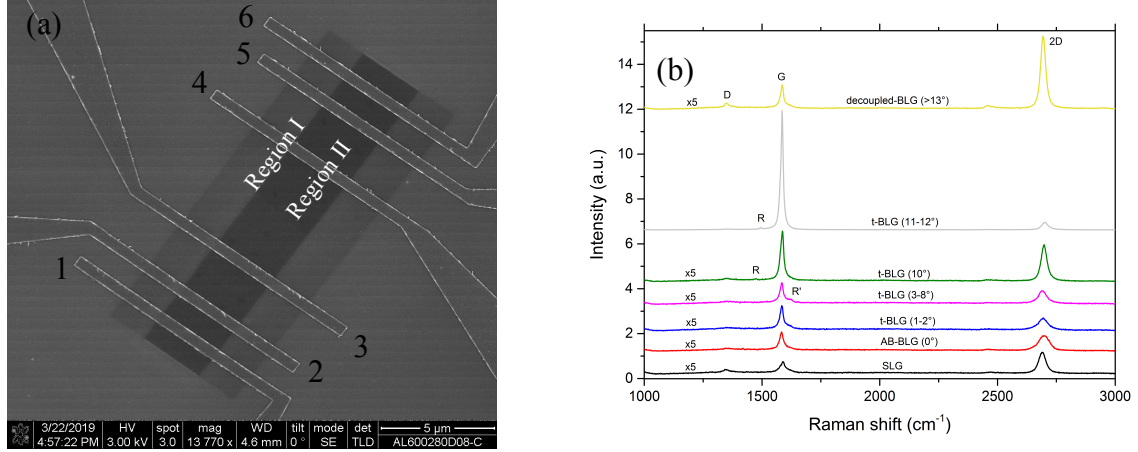 (a)
6
5
4
Region I
Region II
1
2
3
3/22/2019
4:57:22 PM
HV
3.00 kV
spot
3.0
mag
13 770 x
WD
4.6 mm
tilt
0 °
mode
SE
det
TLD
5 µm
AL600280D08-C
(b)
2D
G
D
x5
decoupled-BLG (>13°)
R
t-BLG (11-12°)
R
x5
t-BLG (10°)
R'
x5
t-BLG (3-8°)
x5
t-BLG (1-2°)
x5
AB-BLG (0°)
x5
SLG
14
12
10
8
6
4
2
0
Intensity (a.u.)
1000 1500 2000 2500 3000
Raman shift (cm⁻¹)